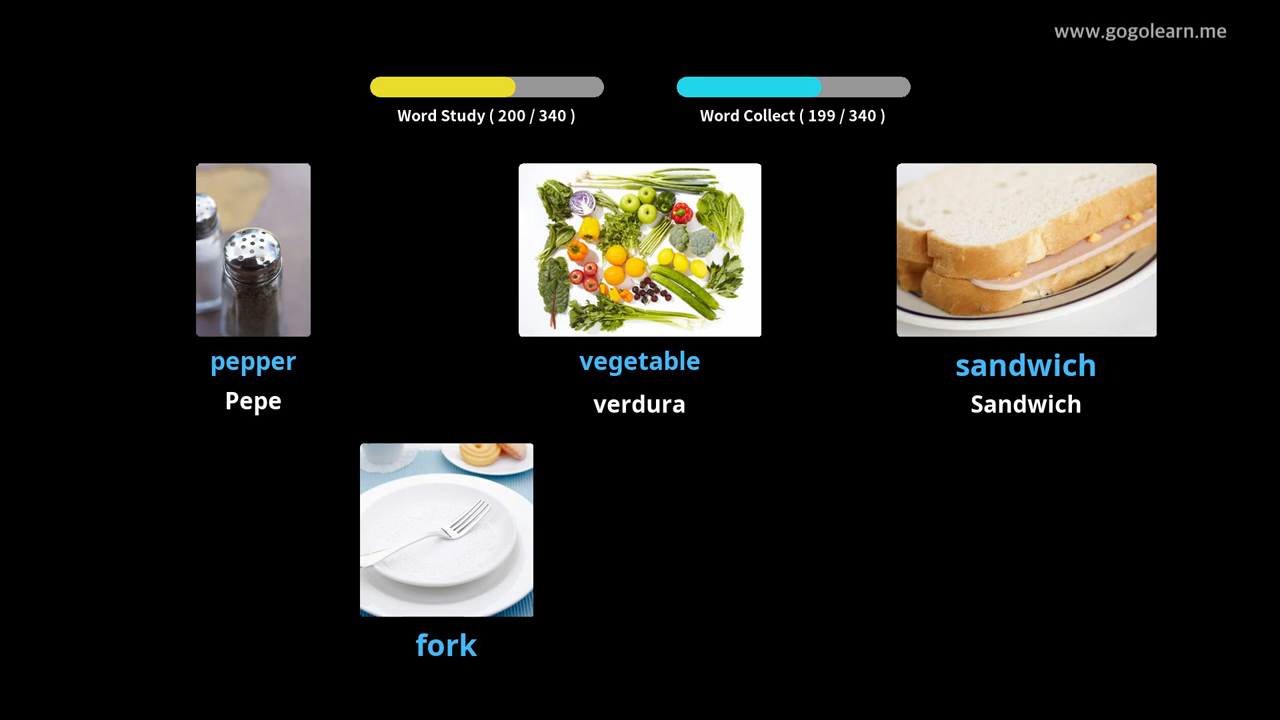 www.gogolearn.me
Word Study ( 200 / 340 )
Word Collect ( 199 / 340 )
pepper
Pepe
vegetable
verdura
sandwich
Sandwich
fork